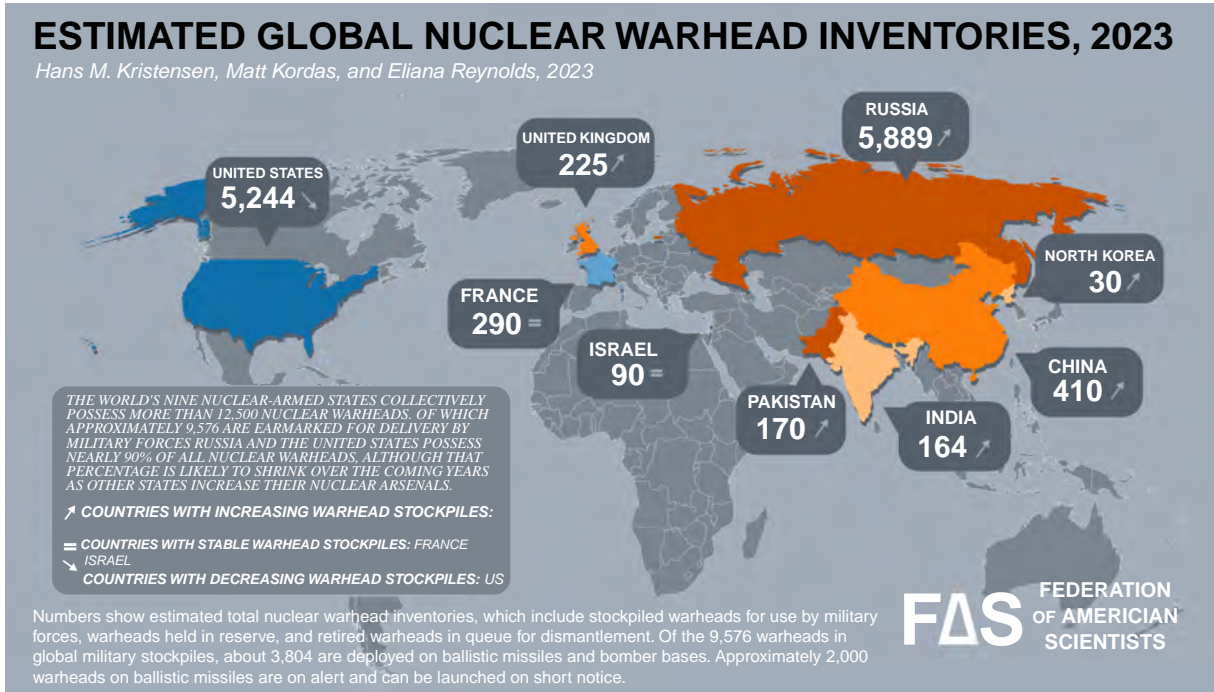 ESTIMATED GLOBAL NUCLEAR WARHEAD INVENTORIES, 2023
Hans M. Kristensen, Matt Kordas, and Eliana Reynolds, 2023
RUSSIA
5,889
UNITED KINGDOM
225
UNITED STATES
5,244
NORTH KOREA
30
FRANCE
290 =
ISRAEL
90 =
CHINA
410
PAKISTAN
170
INDIA
164
THE WORLD'S NINE NUCLEAR-ARMED STATES COLLECTIVELY
POSSESS MORE THAN 12,500 NUCLEAR WARHEADS. OF WHICH
APPROXIMATELY 9,576 ARE EARMARKED FOR DELIVERY BY
MILITARY FORCES RUSSIA AND THE UNITED STATES POSSESS
NEARLY 90% OF ALL NUCLEAR WARHEADS, ALTHOUGH THAT
PERCENTAGE IS LIKELY TO SHRINK OVER THE COMING YEARS
AS OTHER STATES INCREASE THEIR NUCLEAR ARSENALS.
COUNTRIES WITH INCREASING WARHEAD STOCKPILES:
= COUNTRIES WITH STABLE WARHEAD STOCKPILES: FRANCE
ISRAEL
COUNTRIES WITH DECREASING WARHEAD STOCKPILES: US
Numbers show estimated total nuclear warhead inventories, which include stockpiled warheads for use by military
forces, warheads held in reserve, and retired warheads in queue for dismantlement. Of the 9,576 warheads in
global military stockpiles, about 3,804 are deployed on ballistic missiles and bomber bases. Approximately 2,000
warheads on ballistic missiles are on alert and can be launched on short notice.
FΔS
FEDERATION
OF AMERICIAN
SCIENTISTS